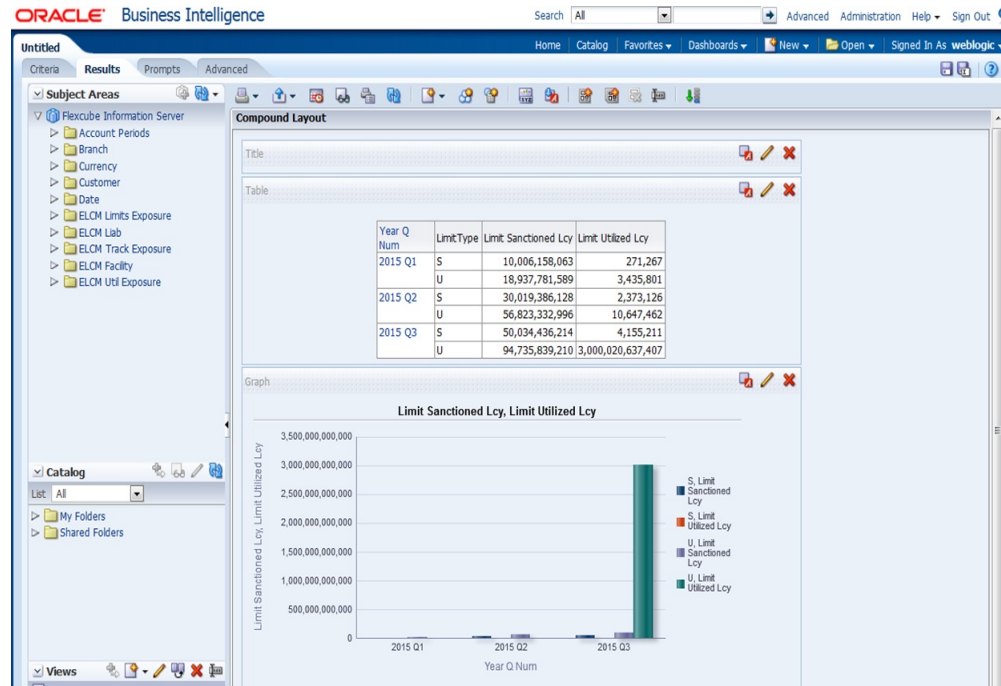 ORACLE Business Intelligence
Search All Advanced Administration Help Sign Out
Untitled
Home Catalog Favorites Dashboards New Open Signed In As weblogic
Criteria Results Prompts Advanced
Subject Areas
Flexcube Information Server
Account Periods
Branch
Currency
Customer
Date
ELCM Limits Exposure
ELCM Liab
ELCM Track Exposure
ELCM Facility
ELCM Util Exposure
Catalog
List All
My Folders
Shared Folders
Views
Compound Layout
Title
Table
Year Q Num LimitType Limit Sanctioned Lcy Limit Utilized Lcy
2015 Q1 S 10,006,158,063 271,267
U 18,937,781,589 3,435,801
2015 Q2 S 30,019,386,128 2,373,126
U 56,823,332,996 10,647,462
2015 Q3 S 50,034,436,214 4,155,211
U 94,735,839,210 3,000,020,637,407
Graph
Limit Sanctioned Lcy, Limit Utilized Lcy
Limit Sanctioned Lcy, Limit Utilized Lcy
3,500,000,000,000
3,000,000,000,000
2,500,000,000,000
2,000,000,000,000
1,500,000,000,000
1,000,000,000,000
500,000,000,000
0
2015 Q1 2015 Q2 2015 Q3
Year Q Num
S, Limit
Sanctioned
Lcy
S, Limit
Utilized Lcy
U, Limit
Sanctioned
Lcy
U, Limit
Utilized Lcy